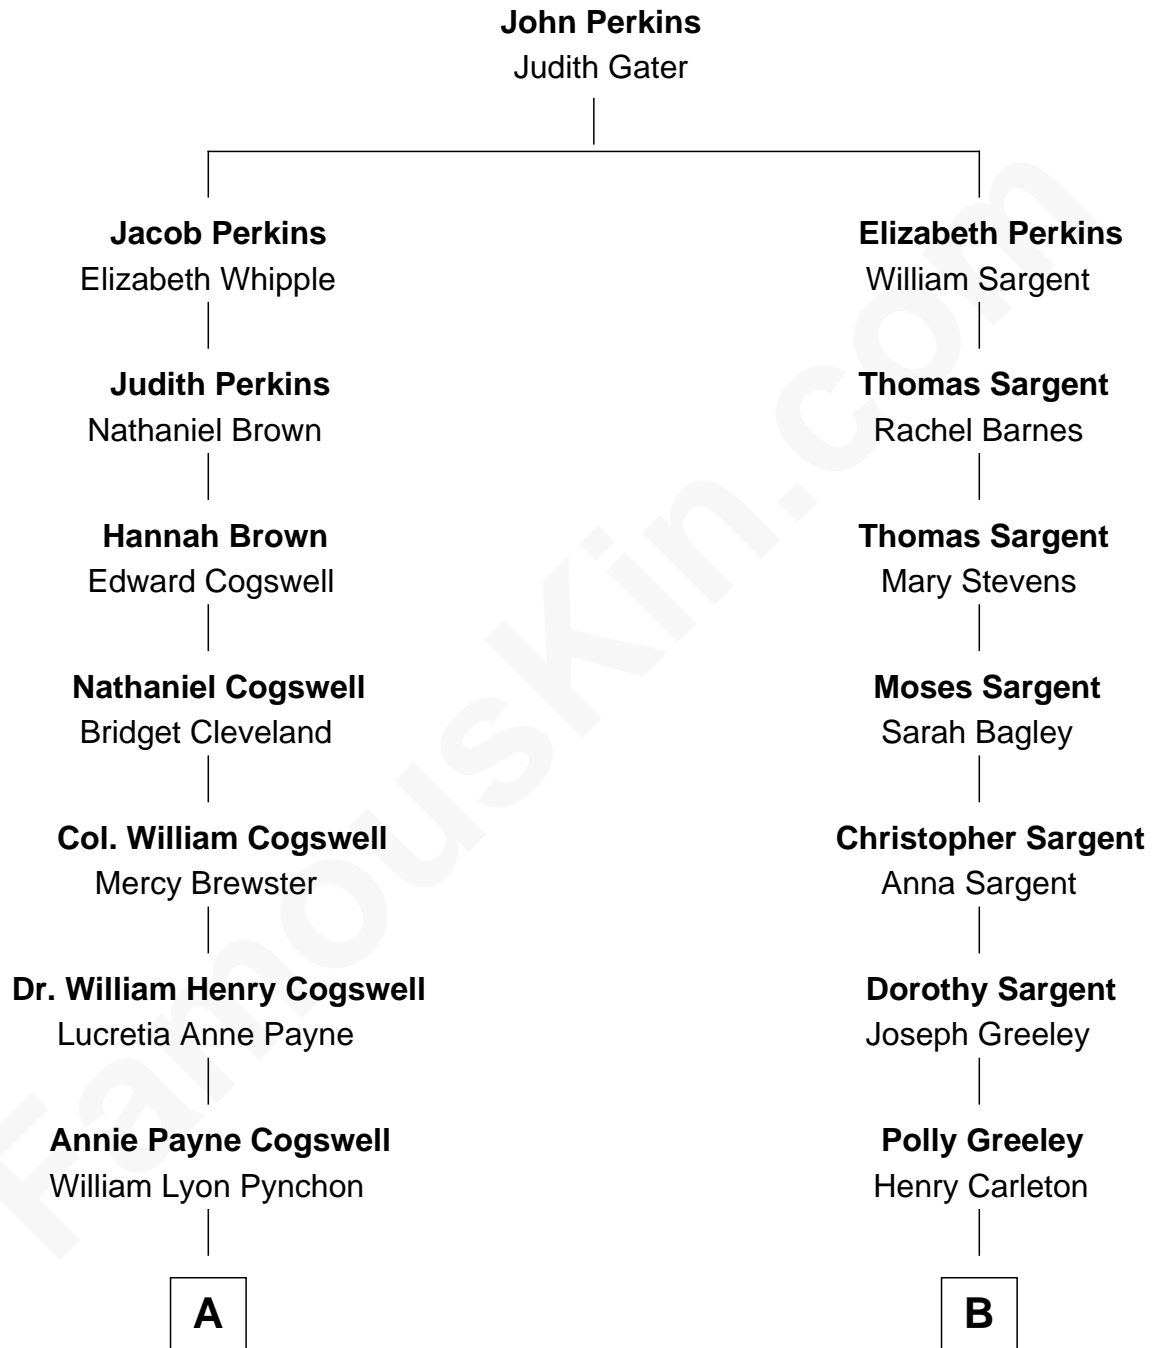 John Perkins
Judith Gater
Jacob Perkins
Elizabeth Whipple
Elizabeth Perkins
William Sargent
Judith Perkins
Nathaniel Brown
Thomas Sargent
Rachel Barnes
Hannah Brown
Edward Cogswell
Thomas Sargent
Mary Stevens
Nathaniel Cogswell
Bridget Cleveland
Moses Sargent
Sarah Bagley
Col. William Cogswell
Mercy Brewster
Christopher Sargent
Anna Sargent
Dr. William Henry Cogswell
Lucretia Anne Payne
Dorothy Sargent
Joseph Greeley
Annie Payne Cogswell
William Lyon Pynchon
Polly Greeley
Henry Carleton
A
B
FamousKin.com